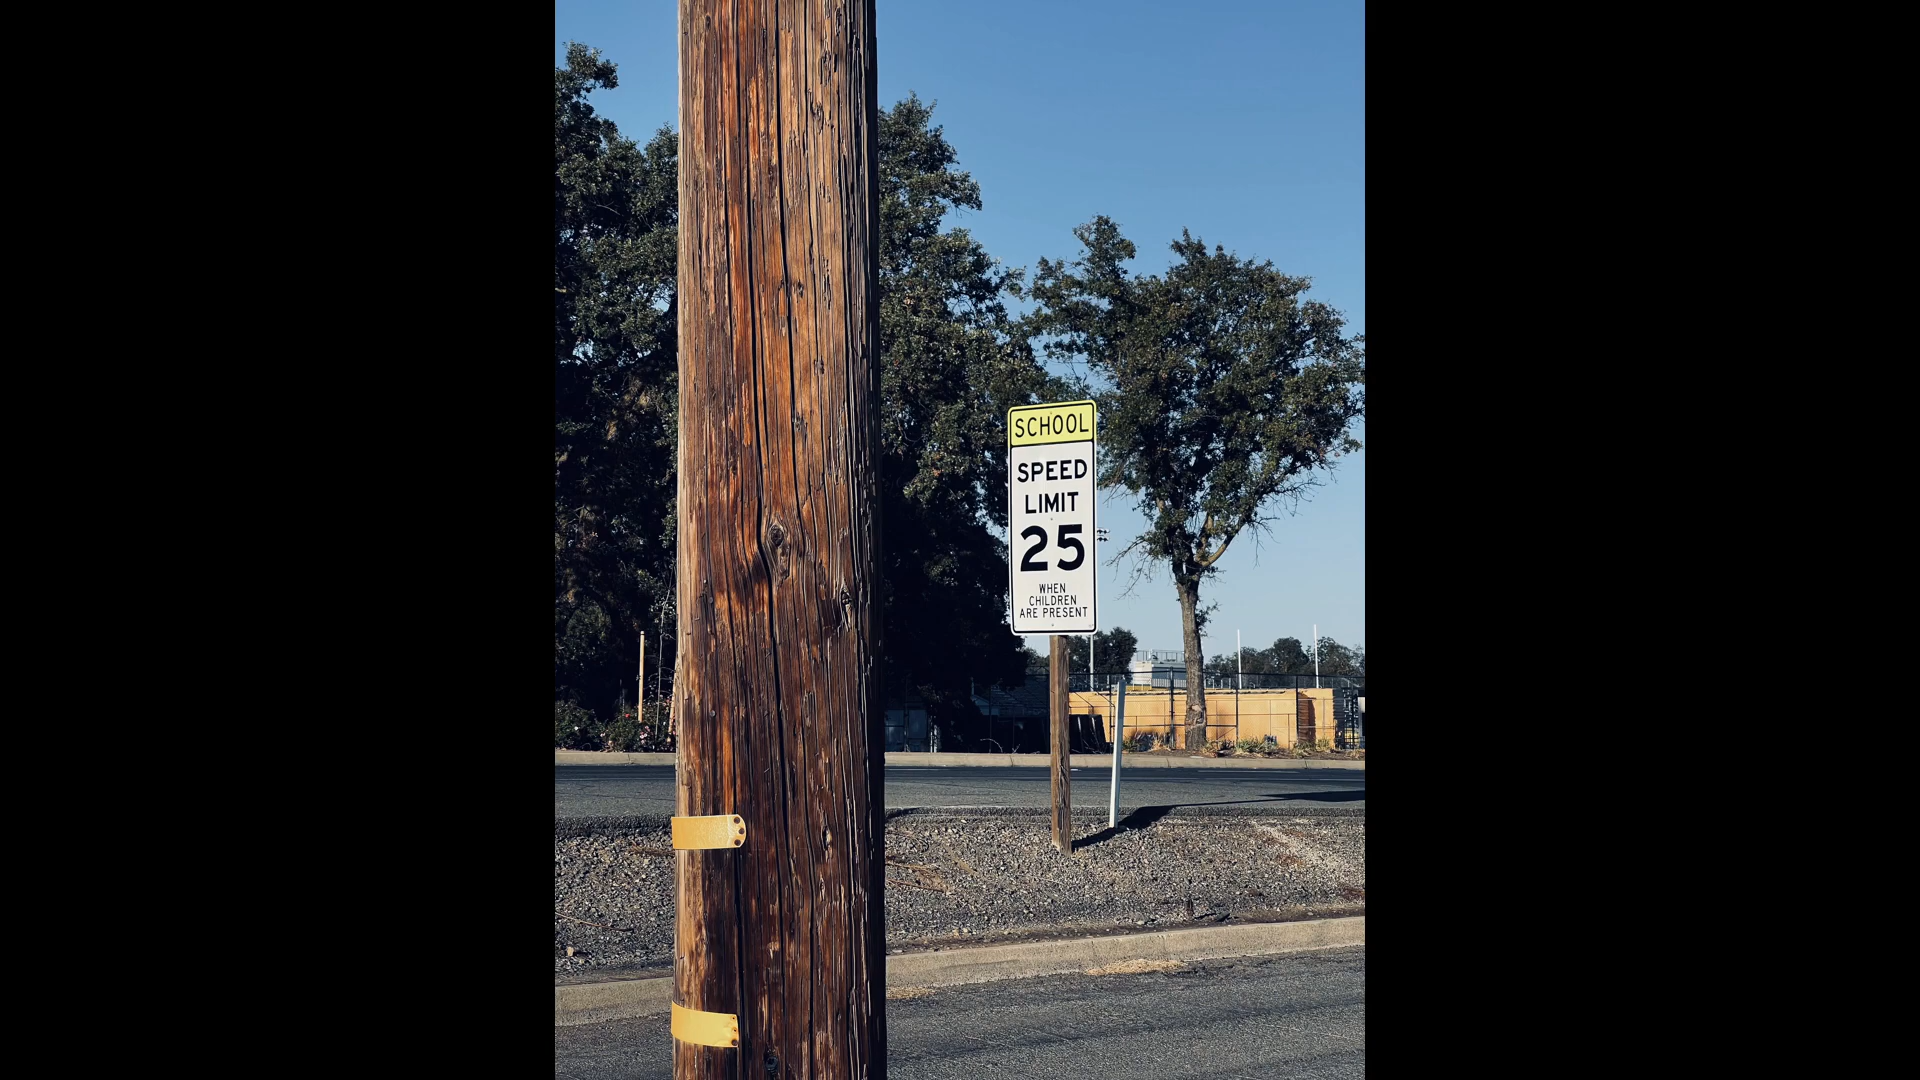 SCHOOL
SPEED
LIMIT
25
WHEN
CHILDREN
ARE PRESENT